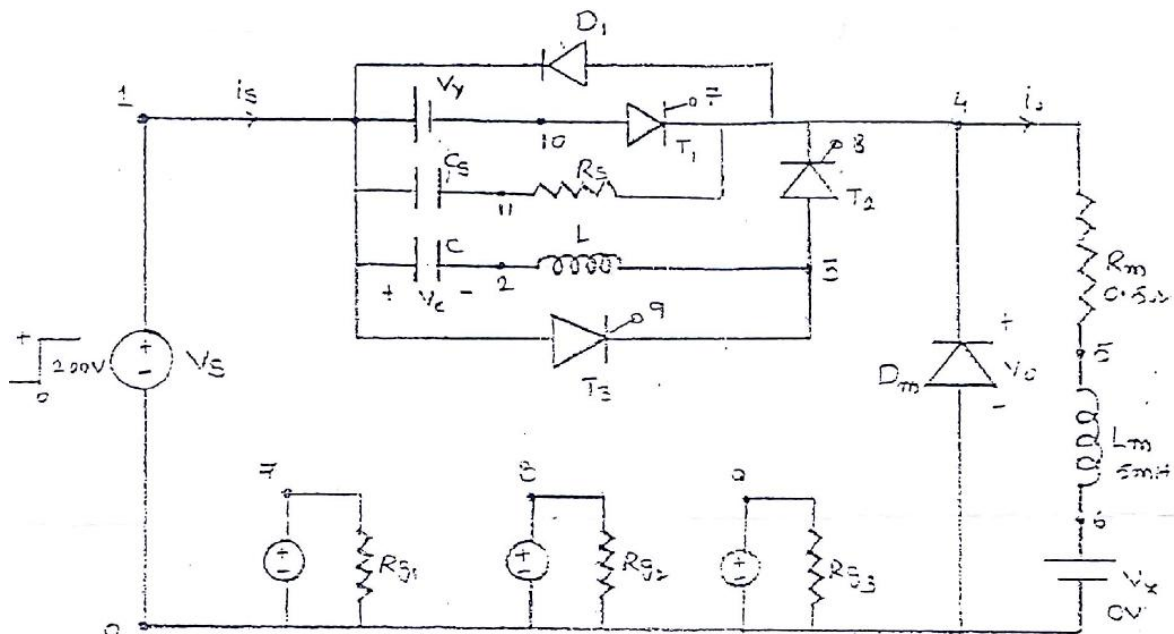 D1
1
is
Vy
7
10
T1
4
io
Cs
Rs
8
11
T2
C
L
2
3
+ Vc -
Rm
0.5Ω
9
T3
+
200V
0
+
-
Vs
Dm
+
Vo
-
5
Lm
5mH
6
Vx
0V
7
+
-
Rg1
8
+
-
Rg2
9
+
-
Rg3
0